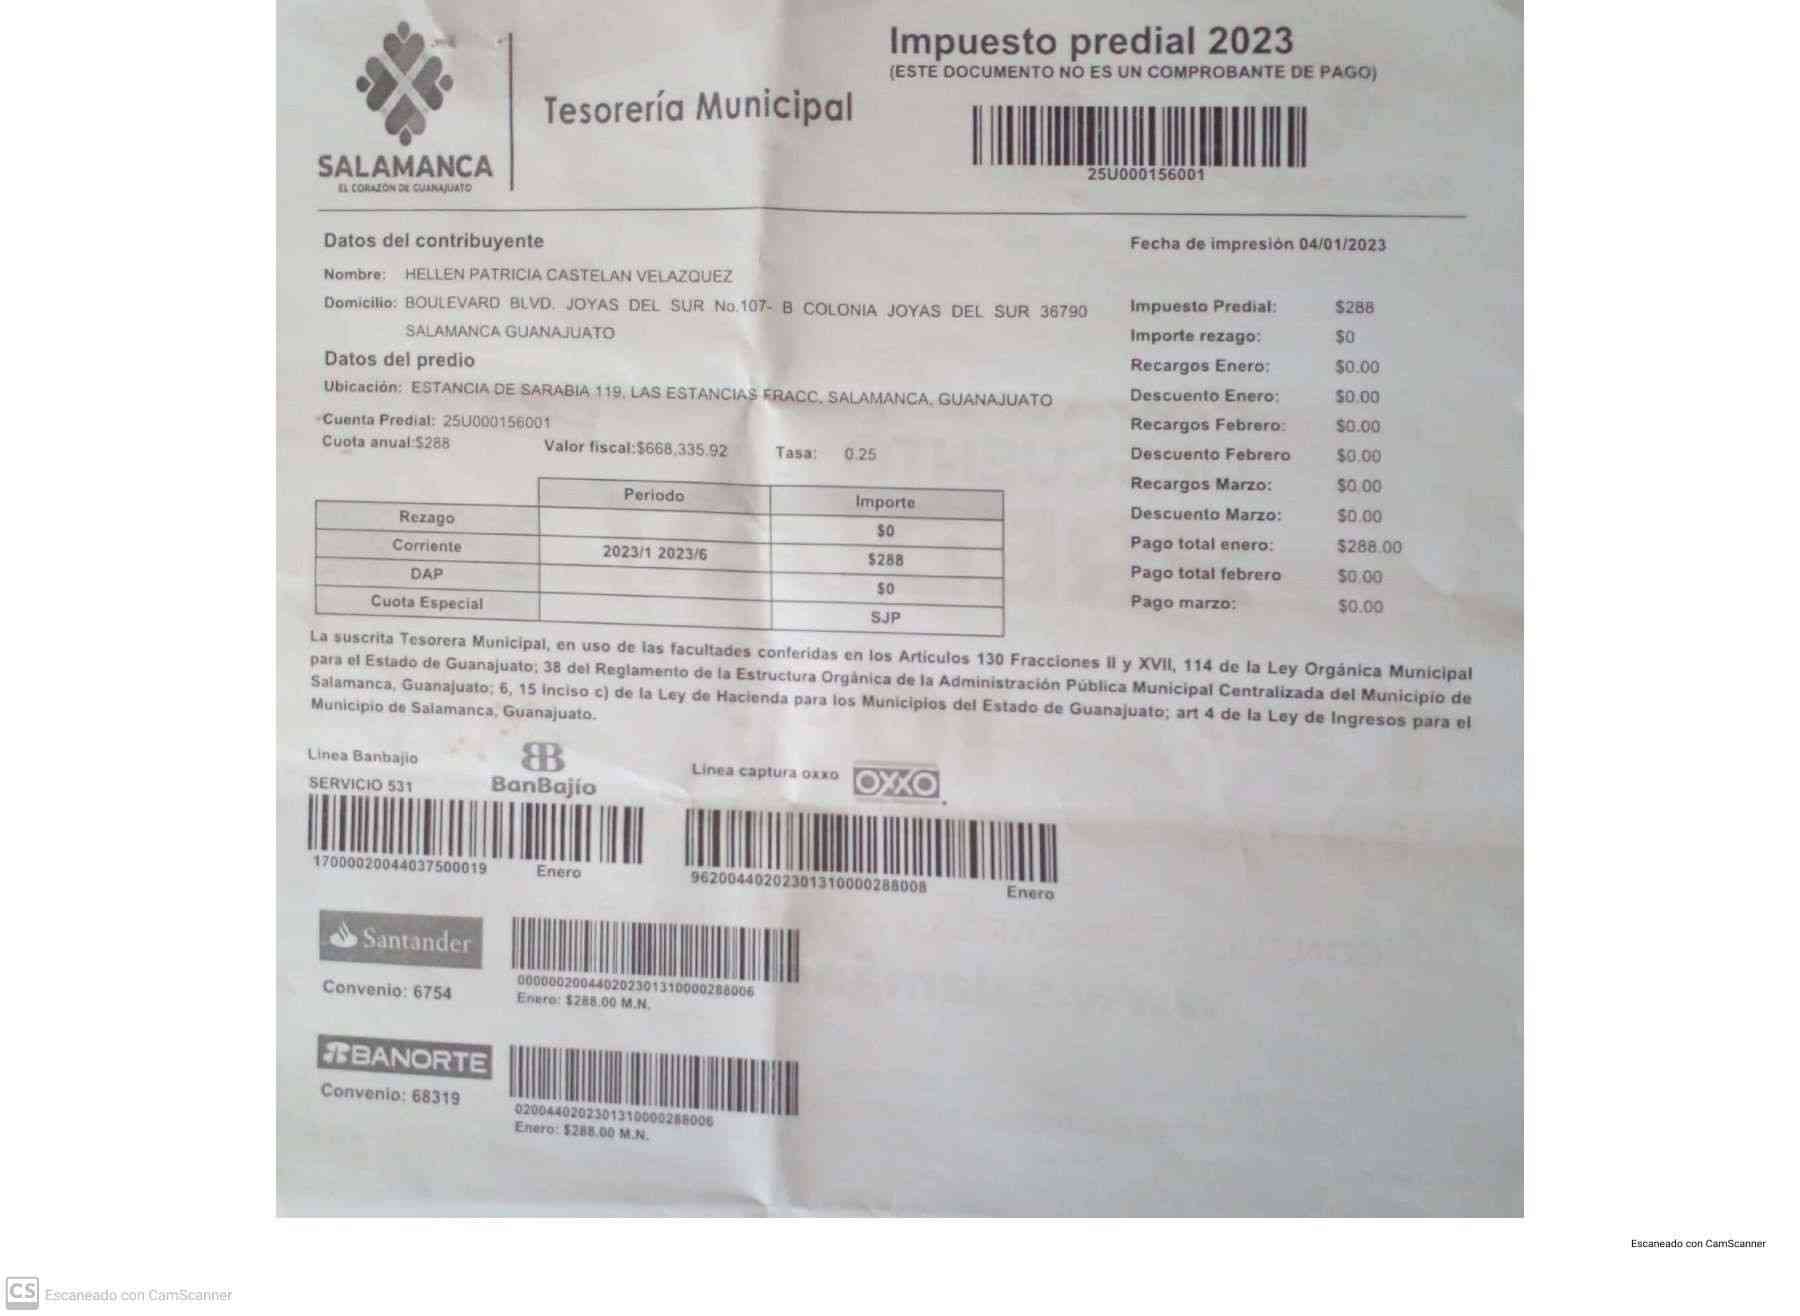 SALAMANCA
EL CORAZÓN DE GUANAJUATO
Tesorería Municipal
Impuesto predial 2023
(ESTE DOCUMENTO NO ES UN COMPROBANTE DE PAGO)
25U000156001
Datos del contribuyente
Fecha de impresión 04/01/2023
Nombre: HELLEN PATRICIA CASTELAN VELAZQUEZ
Domicilio: BOULEVARD BLVD. JOYAS DEL SUR No.107- B COLONIA JOYAS DEL SUR 36790
SALAMANCA GUANAJUATO
Datos del predio
Ubicación: ESTANCIA DE SARABIA 119, LAS ESTANCIAS FRACC, SALAMANCA, GUANAJUATO
Cuenta Predial: 25U000156001
Cuota anual:$288 Valor fiscal:$668,335.92 Tasa: 0.25
Impuesto Predial: $288
Importe rezago: $0
Recargos Enero: $0.00
Descuento Enero: $0.00
Recargos Febrero: $0.00
Descuento Febrero $0.00
Recargos Marzo: $0.00
Descuento Marzo: $0.00
Pago total enero: $288.00
Pago total febrero $0.00
Pago marzo: $0.00
Periodo Importe
Rezago $0
Corriente 2023/1 2023/6 $288
DAP $0
Cuota Especial SJP
La suscrita Tesorera Municipal, en uso de las facultades conferidas en los Artículos 130 Fracciones II y XVII, 114 de la Ley Orgánica Municipal
para el Estado de Guanajuato; 38 del Reglamento de la Estructura Orgánica de la Administración Pública Municipal Centralizada del Municipio de
Salamanca, Guanajuato; 6, 15 inciso c) de la Ley de Hacienda para los Municipios del Estado de Guanajuato; art 4 de la Ley de Ingresos para el
Municipio de Salamanca, Guanajuato.
Línea Banbajio
SERVICIO 531
BanBajío
17000020044037500019 Enero
Línea captura oxxo
OXXO
96200440202301310000288008 Enero
Santander
Convenio: 6754
0000002004402023013100002880​06
Enero: $288.00 M.N.
BANORTE
Convenio: 68319
02004402023013100002880​06
Enero: $288.00 M.N.
Escaneado con CamScanner
CS Escaneado con CamScanner